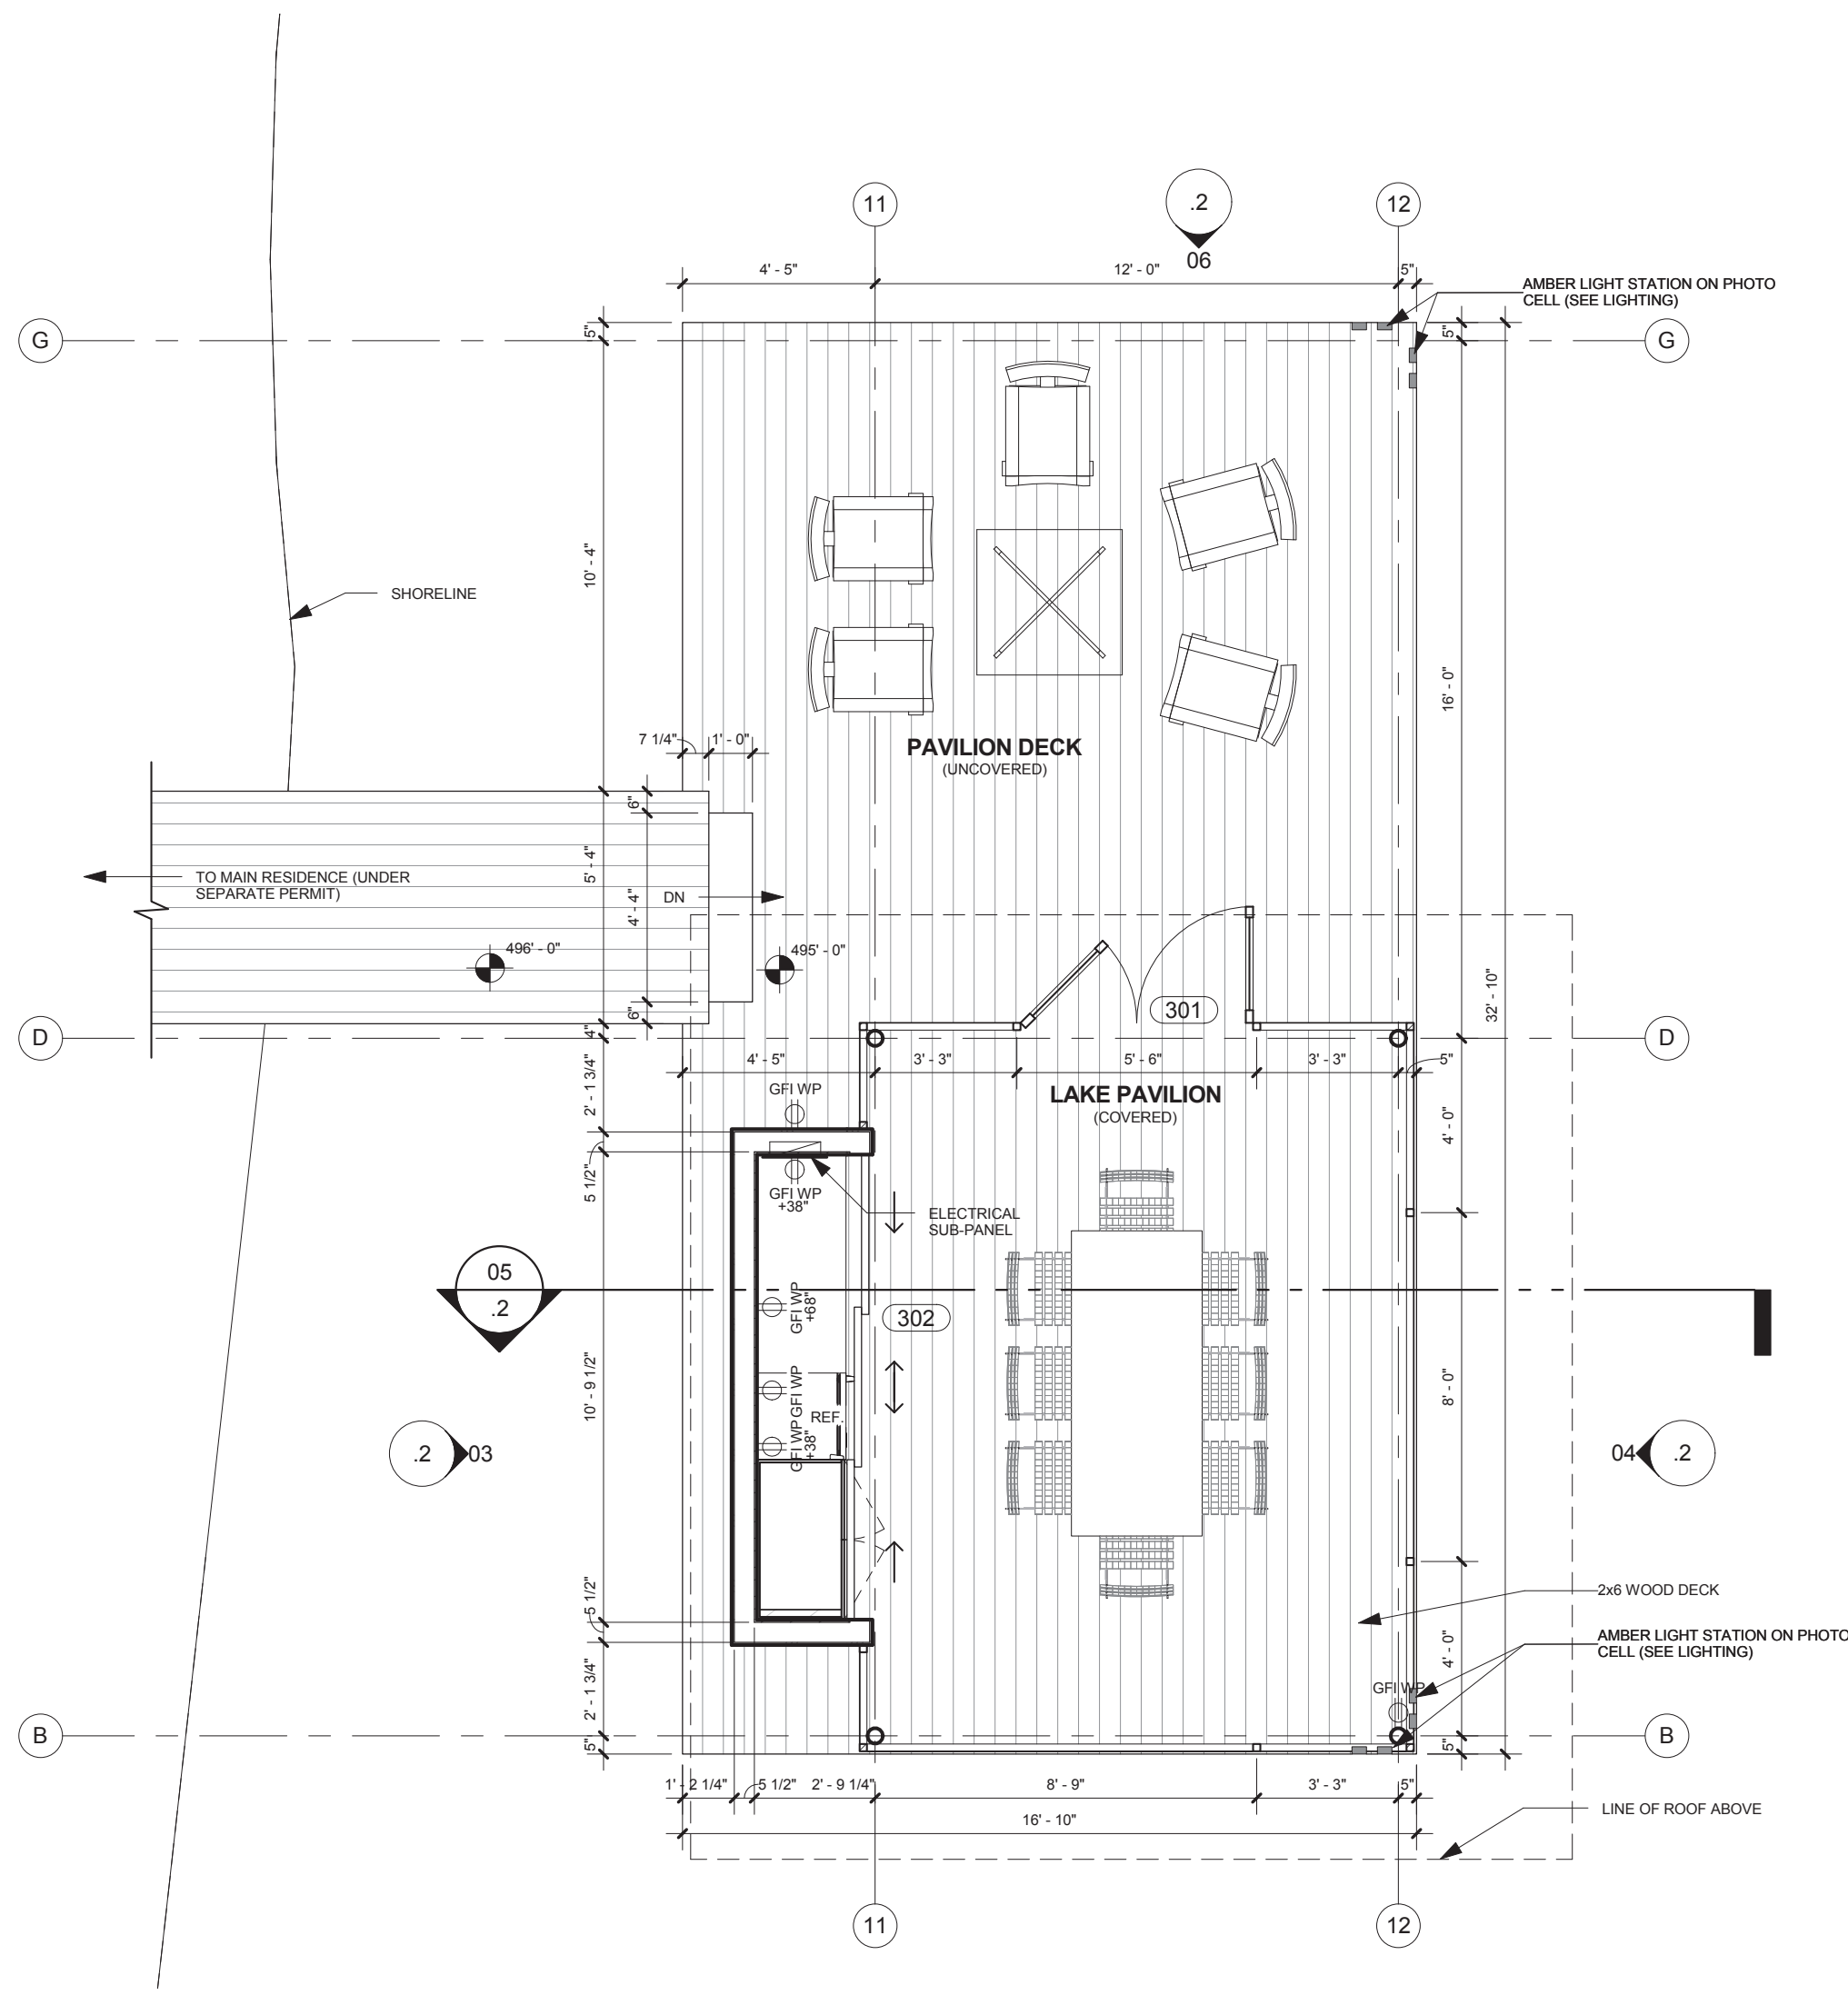 11
.2
06
12
4' - 5"
12' - 0"
5"
AMBER LIGHT STATION ON PHOTO
CELL (SEE LIGHTING)
G
5"
5"
G
10' - 4"
SHORELINE
16' - 0"
7 1/4"
1' - 0"
PAVILION DECK
(UNCOVERED)
6"
5' - 4"
TO MAIN RESIDENCE (UNDER
SEPARATE PERMIT)
4' - 4"
DN
496' - 0"
495' - 0"
32' - 10"
301
6"
D
4"
D
4' - 5"
3' - 3"
5' - 6"
3' - 3"
5"
2' - 1 3/4"
GFI WP
LAKE PAVILION
(COVERED)
4' - 0"
5 1/2"
GFI WP
+38"
ELECTRICAL
SUB-PANEL
05
.2
GFI WP
+68"
302
10' - 9 1/2"
GFI WP
REF.
8' - 0"
GFI WP
+38"
.2
03
04
.2
5 1/2"
2x6 WOOD DECK
AMBER LIGHT STATION ON PHOTO
CELL (SEE LIGHTING)
4' - 0"
2' - 1 3/4"
GFI WP
B
5"
5"
B
1' - 2 1/4"
5 1/2"
2' - 9 1/4"
8' - 9"
3' - 3"
5"
16' - 10"
LINE OF ROOF ABOVE
11
12